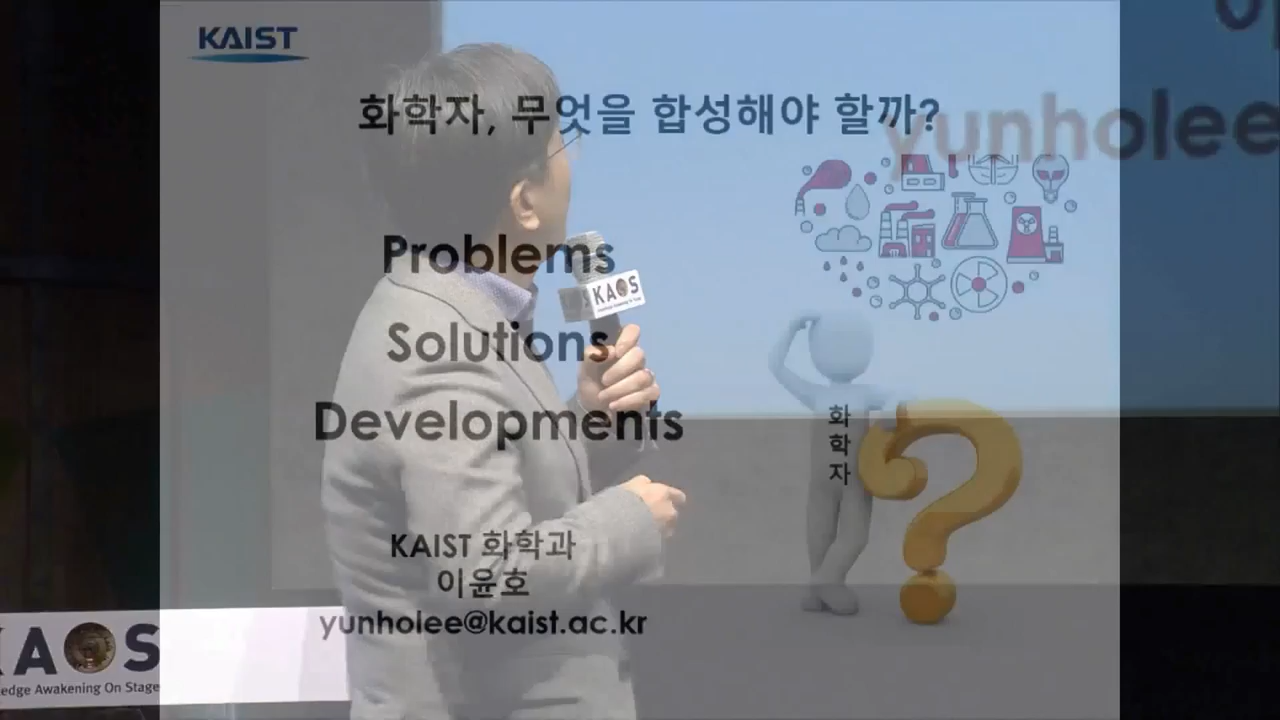 KAIST
화학자, 무엇을 합성해야 할까?
yunholee
Problems
KAOS
Solutions
Developments
화
학
자
KAIST 화학과
이윤호
yunholee@kaist.ac.kr
KAOS
edge Awakening On Stage